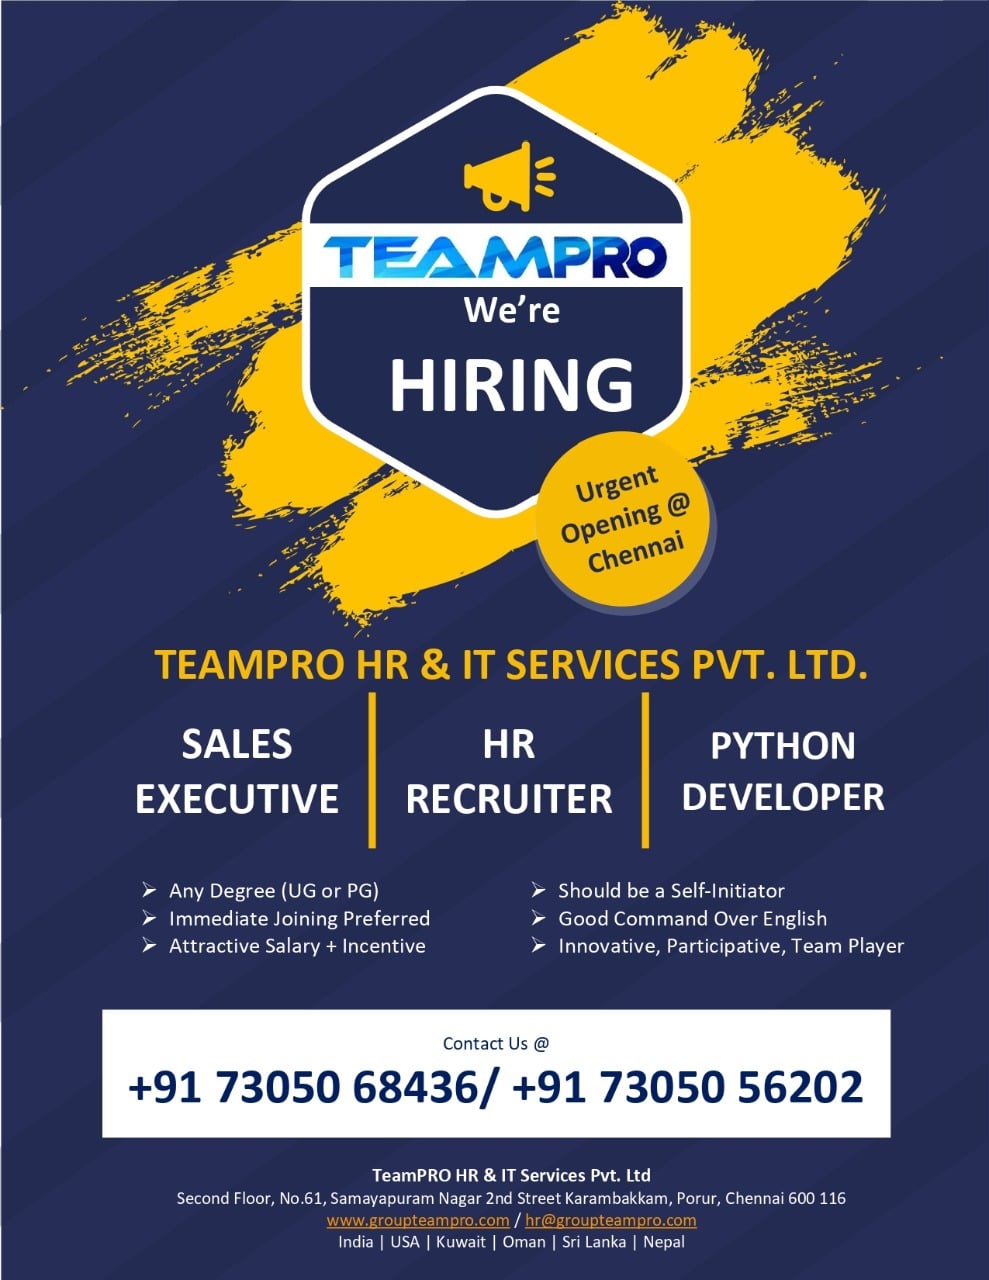 TEAMPRO
We're
HIRING
Urgent
Opening @
Chennai
TEAMPRO HR & IT SERVICES PVT. LTD.
SALES
EXECUTIVE
HR
RECRUITER
PYTHON
DEVELOPER
➢ Any Degree (UG or PG)
➢ Immediate Joining Preferred
➢ Attractive Salary + Incentive
➢ Should be a Self-Initiator
➢ Good Command Over English
➢ Innovative, Participative, Team Player
Contact Us @
+91 73050 68436/ +91 73050 56202
TeamPRO HR & IT Services Pvt. Ltd
Second Floor, No.61, Samayapuram Nagar 2nd Street Karambakkam, Porur, Chennai 600 116
www.groupteampro.com / hr@groupteampro.com
India | USA | Kuwait | Oman | Sri Lanka | Nepal